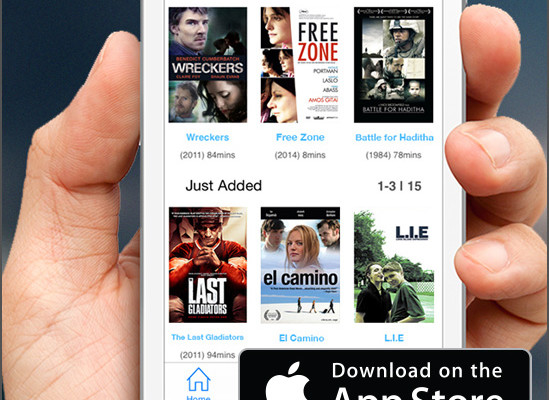 BENEDICT CUMBERBATCH
WRECKERS
CLAIRE FOY SHAUN EVANS
FREE
ZONE
PORTMAN
LASLO
ABASS
AMOS GITAI
BATTLE FOR HADITHA
Wreckers
Free Zone
Battle for Haditha
(2011) 84mins
(2014) 8mins
(1984) 78mins
Just Added
1-3 | 15
THE
LAST
GLADIATORS
el camino
L.I.E
The Last Gladiators
El Camino
L.I.E
(2011) 94mins
Home
Download on the
App Store